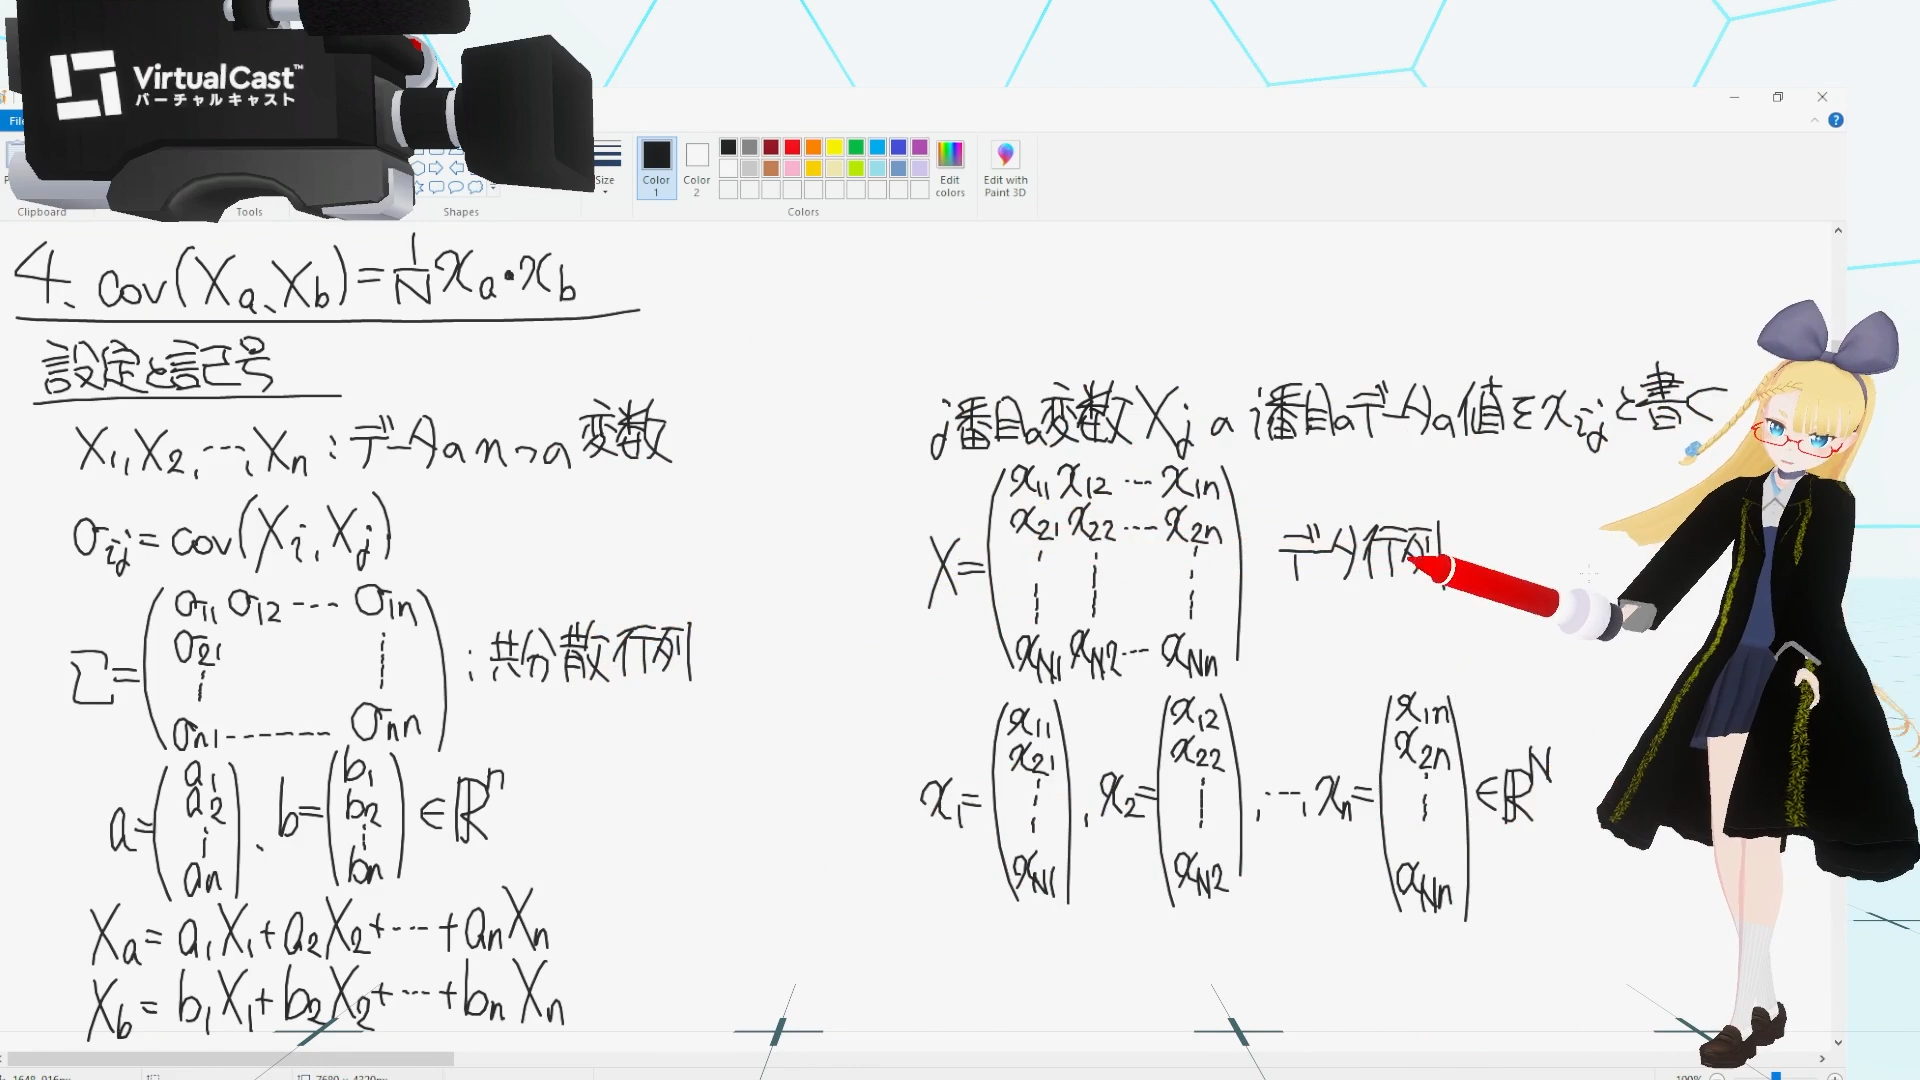 VirtualCast™
バーチャルキャスト
File
Size
Color 1
Color 2
Edit colors
Edit with Paint 3D
Clipboard
Tools
Shapes
Colors
4、cov(Xa、Xb)=1/N xa・xb
設定と記号
X1,X2,…,Xn:データのnつの変数
σij=cov(Xi,Xj)
Σ=(σ11 σ12 --- σ1n
σ21
σn1 ------- σnn) :共分散行列
a=(a1 a2 ⋮ an)、b=(b1 b2 ⋮ bn)∈ℝⁿ
Xa=a1X1+a2X2+…+anXn
Xb=b1X1+b2X2+…+bnXn
j番目の変数Xjのi番目のデータの値をxijと書く
X=(x11 x12 --- x1n
x21 x22 ---- x2n
xN1 xN2 --- xNn) データ行列
x1=(x11 x21 ⋮ xN1),x2=(x12 x22 ⋮ xN2),…,xn=(x1n x2n ⋮ xNn)∈ℝᴺ
100%